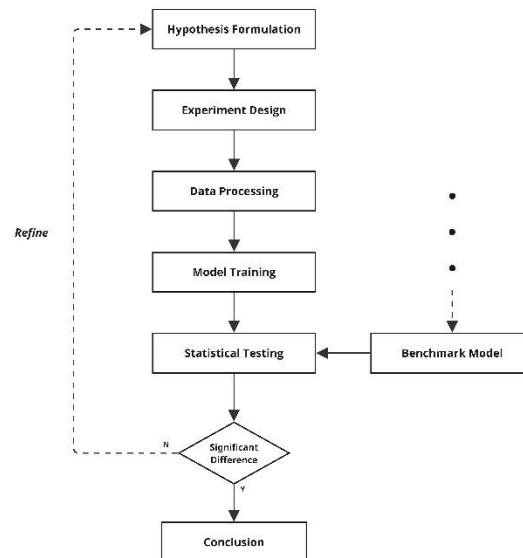 Hypothesis Formulation
Experiment Design
Data Processing
Refine
Model Training
Statistical Testing
Benchmark Model
N
Significant
Difference
Y
Conclusion